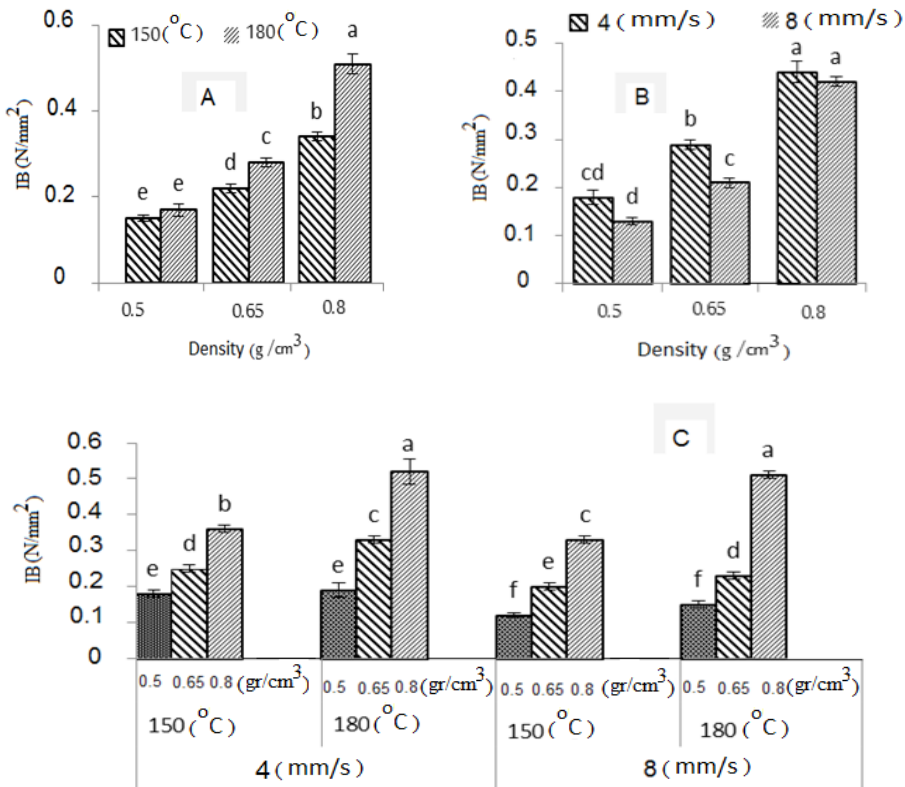 0.6
0.4
0.2
0
IB (N/mm²)
150(°C) 180(°C)
A
e e d c b a
0.5 0.65 0.8
Density (g /cm³)
4 (mm/s) 8 (mm/s)
0.5
0.4
0.3
0.2
0.1
0
IB (N/mm²)
B
cd d b c a a
0.5 0.65 0.8
Density (g /cm³)
C
0.6
0.5
0.4
0.3
0.2
0.1
0
IB (N/mm²)
e d b e c a f e c f d a
0.5 0.65 0.8 (gr/cm³) 0.5 0.65 0.8 (gr/cm³) 0.5 0.65 0.8 (gr/cm³) 0.5 0.65 0.8 (gr/cm³)
150(°C) 180(°C) 150(°C) 180(°C)
4 (mm/s) 8 (mm/s)